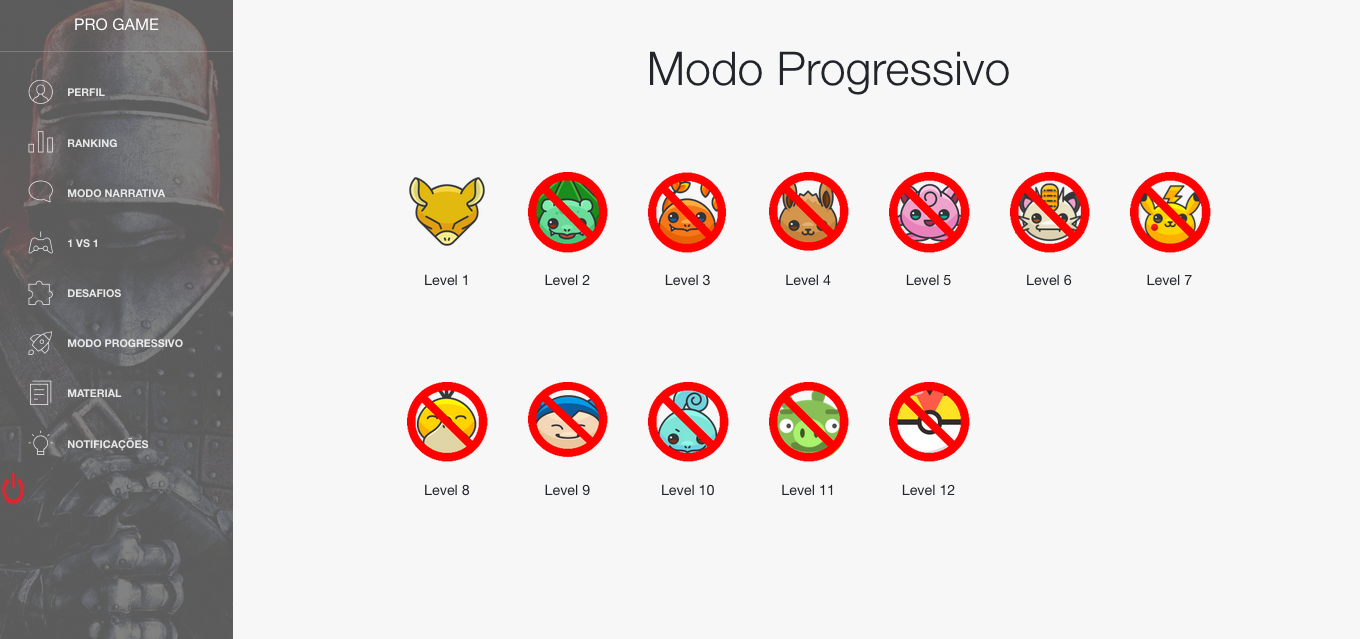 PRO GAME
PERFIL
RANKING
MODO NARRATIVA
1 VS 1
DESAFIOS
MODO PROGRESSIVO
MATERIAL
NOTIFICAÇÕES
Modo Progressivo
Level 1
Level 2
Level 3
Level 4
Level 5
Level 6
Level 7
Level 8
Level 9
Level 10
Level 11
Level 12